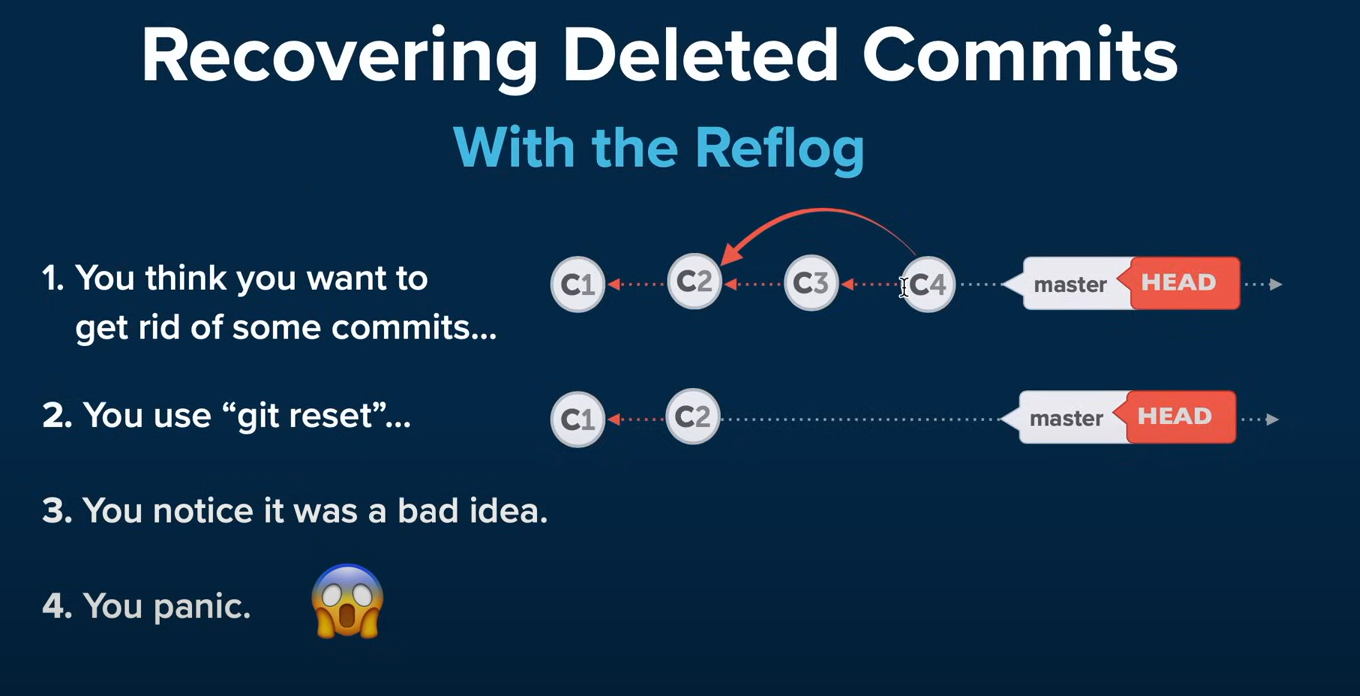 Recovering Deleted Commits
With the Reflog
1. You think you want to
get rid of some commits...
C1 C2 C3 C4 master HEAD
2. You use “git reset”...
C1 C2 master HEAD
3. You notice it was a bad idea.
4. You panic.